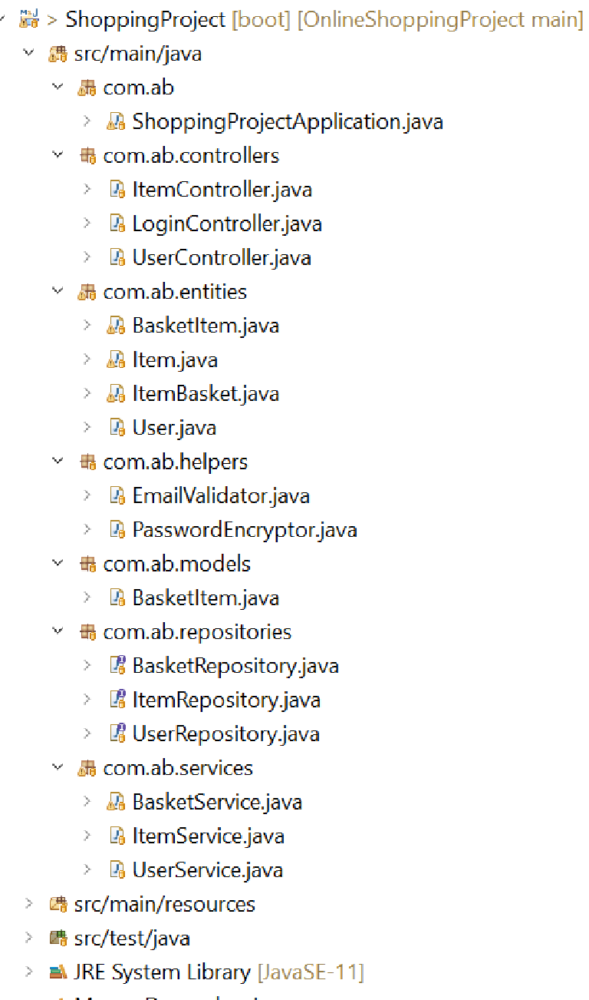 > ShoppingProject [boot] [OnlineShoppingProject main]
src/main/java
com.ab
ShoppingProjectApplication.java
com.ab.controllers
ItemController.java
LoginController.java
UserController.java
com.ab.entities
BasketItem.java
Item.java
ItemBasket.java
User.java
com.ab.helpers
EmailValidator.java
PasswordEncryptor.java
com.ab.models
BasketItem.java
com.ab.repositories
BasketRepository.java
ItemRepository.java
UserRepository.java
com.ab.services
BasketService.java
ItemService.java
UserService.java
src/main/resources
src/test/java
JRE System Library [JavaSE-11]